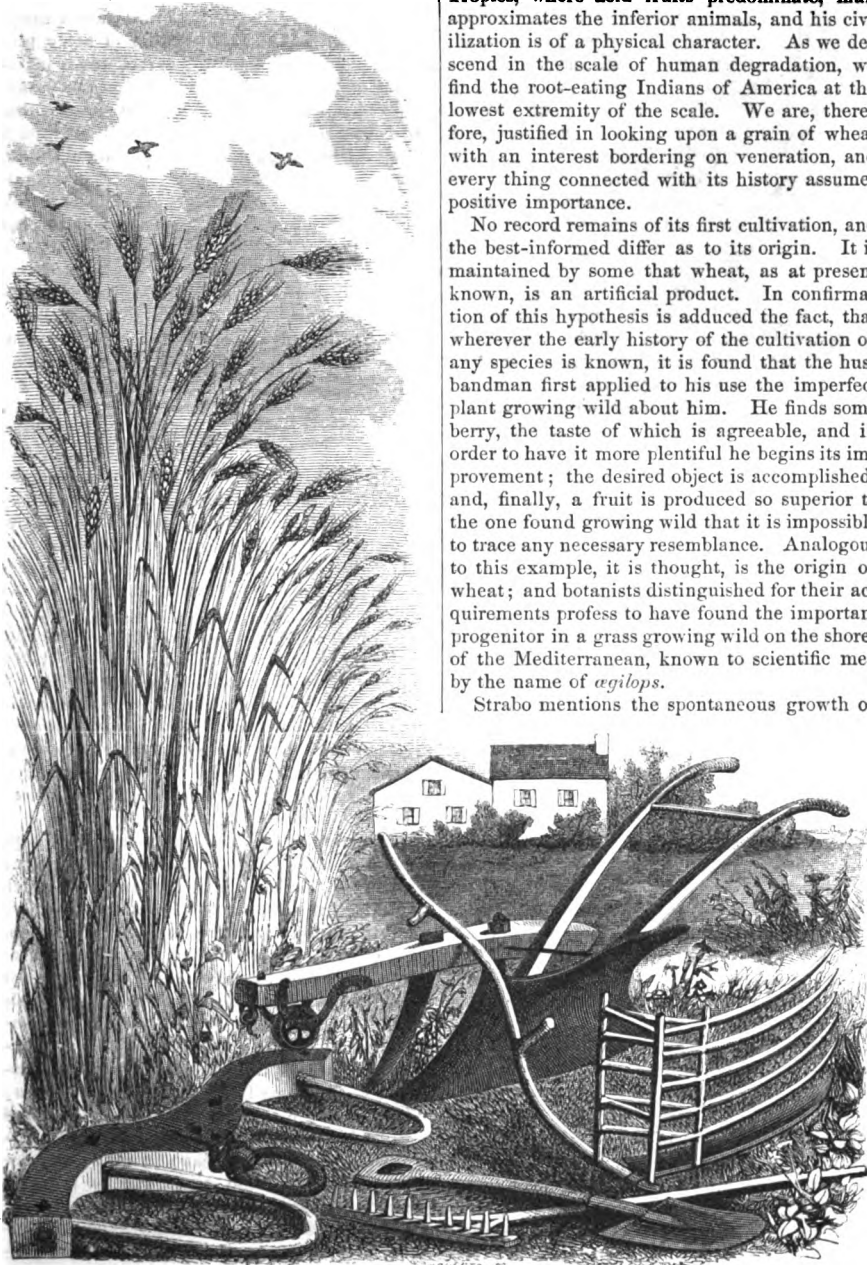 approximates the inferior animals, and his civ-
ilization is of a physical character. As we de-
scend in the scale of human degradation, w
find the root-eating Indians of America at th
lowest extremity of the scale. We are, there-
fore, justified in looking upon a grain of whea
with an interest bordering on veneration, an
every thing connected with its history assume
positive importance.
No record remains of its first cultivation, an
the best-informed differ as to its origin. It i
maintained by some that wheat, as at presen
known, is an artificial product. In confirma-
tion of this hypothesis is adduced the fact, tha
wherever the early history of the cultivation o
any species is known, it is found that the hus-
bandman first applied to his use the imperfec
plant growing wild about him. He finds som
berry, the taste of which is agreeable, and i
order to have it more plentiful he begins its im-
provement; the desired object is accomplished
and, finally, a fruit is produced so superior t
the one found growing wild that it is impossibl
to trace any necessary resemblance. Analogou
to this example, it is thought, is the origin o
wheat; and botanists distinguished for their ac-
quirements profess to have found the importan
progenitor in a grass growing wild on the shore
of the Mediterranean, known to scientific me
by the name of ægilops.
Strabo mentions the spontaneous growth o